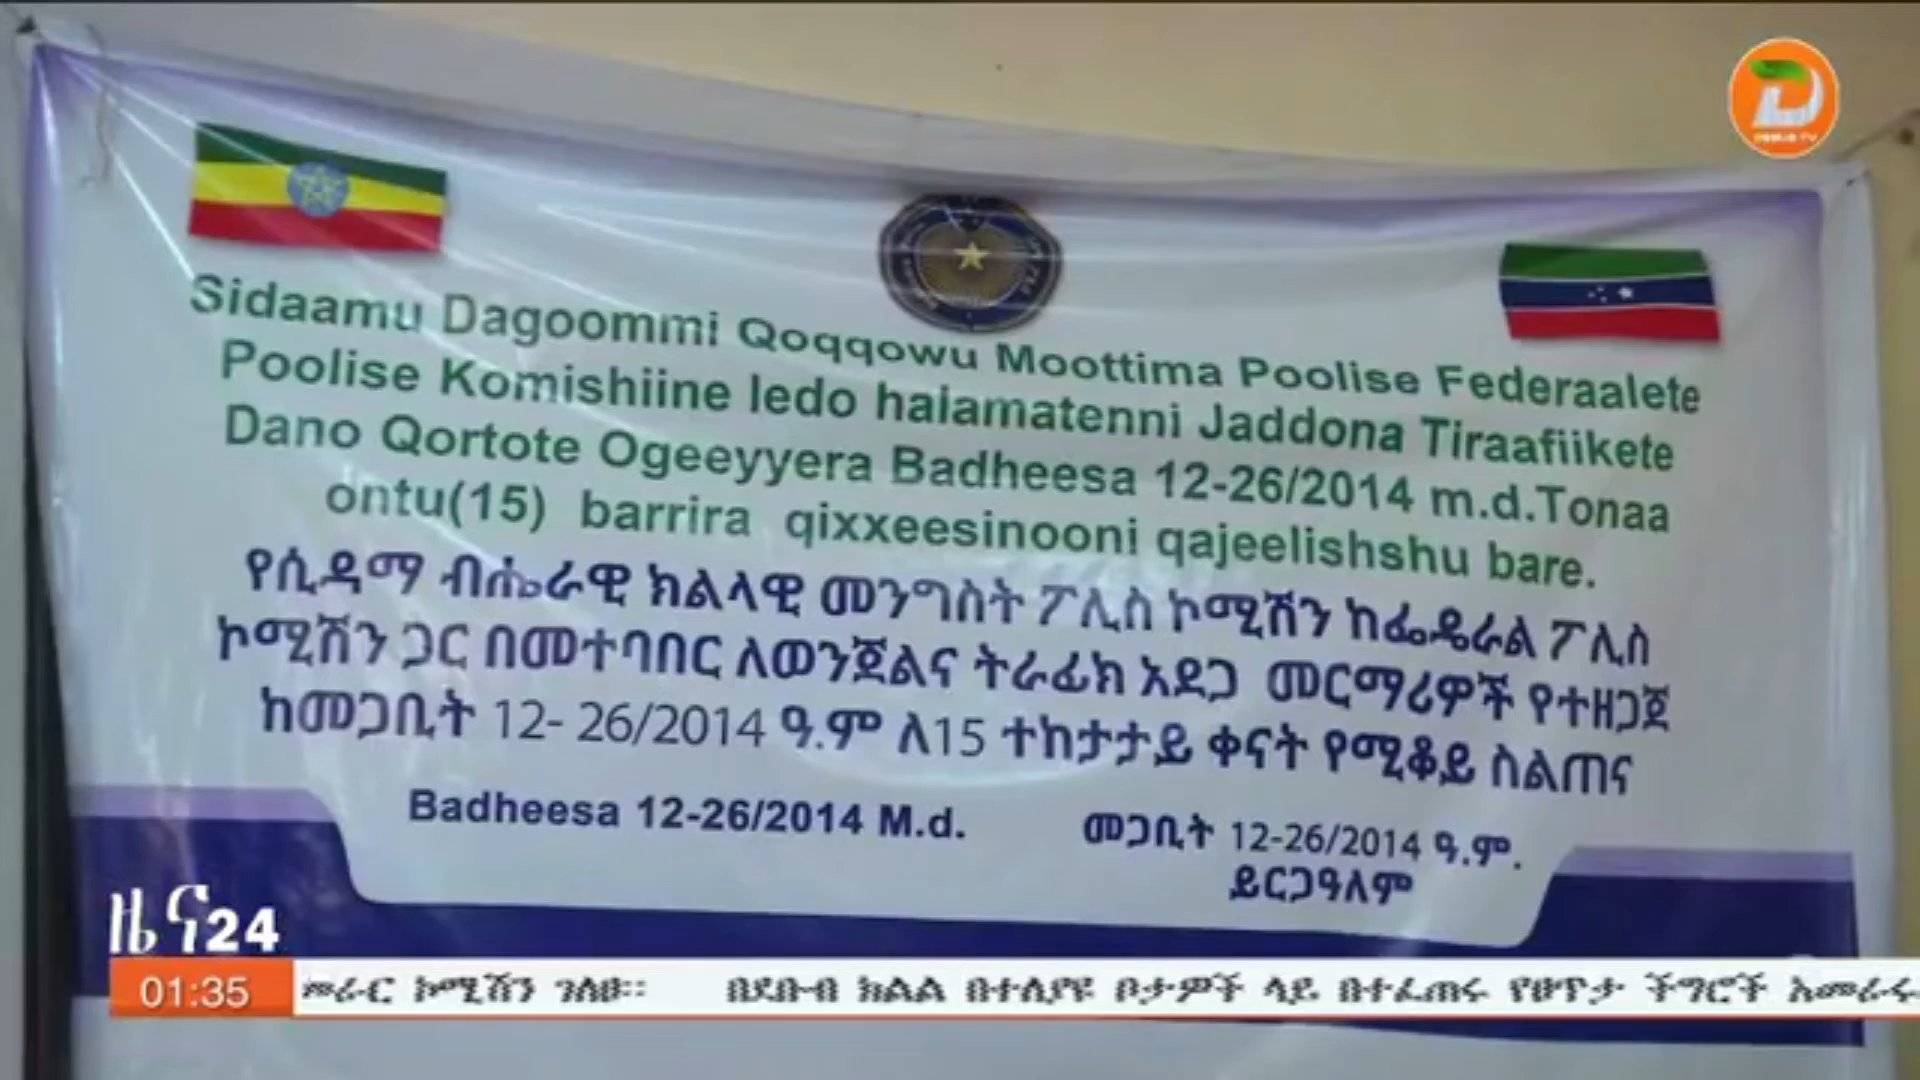 Sidaamu Dagoommi Qoqqowu Moottima Poolise Federaalete
Poolise Komishiine ledo halamatenni Jaddona Tiraafiikete
Dano Qortote Ogeeyyera Badheesa 12-26/2014 m.d.Tonaa
ontu(15) barrira qixxeesinooni qajeelishshu bare.
የሲዳማ ብሔራዊ ክልላዊ መንግስት ፖሊስ ኮሚሽን ከፌዴራል ፖሊስ
ኮሚሽን ጋር በመተባበር ለወንጀልና ትራፊክ አደጋ መርማሪዎች የተዘጋጀ
ከመጋቢት 12- 26/2014 ዓ.ም ለ15 ተከታታይ ቀናት የሚቆይ ስልጠና
Badheesa 12-26/2014 M.d.
መጋቢት 12-26/2014 ዓ.ም.
ይርጋዓለም
ዜና24
01:35
ኮሚሽን ገለፀ። በደቡብ ክልል በተለያዩ ቦታዎች ላይ በተፈጠሩ የፀጥታ ችግሮች